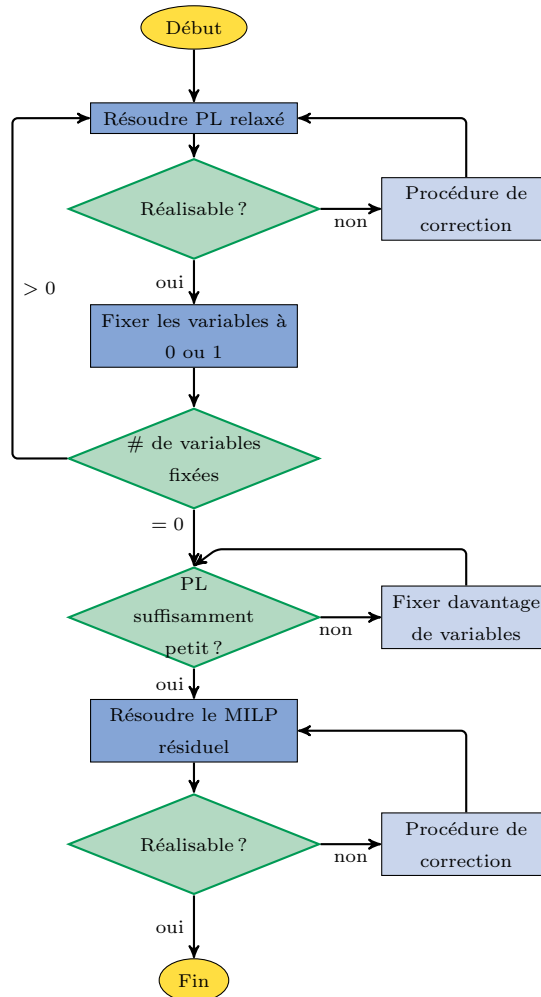 Début
Résoudre PL relaxé
Réalisable ?
non
Procédure de
correction
oui
> 0
Fixer les variables à
0 ou 1
# de variables
fixées
= 0
PL
suffisamment
petit ?
non
Fixer davantage
de variables
oui
Résoudre le MILP
résiduel
Réalisable ?
non
Procédure de
correction
oui
Fin